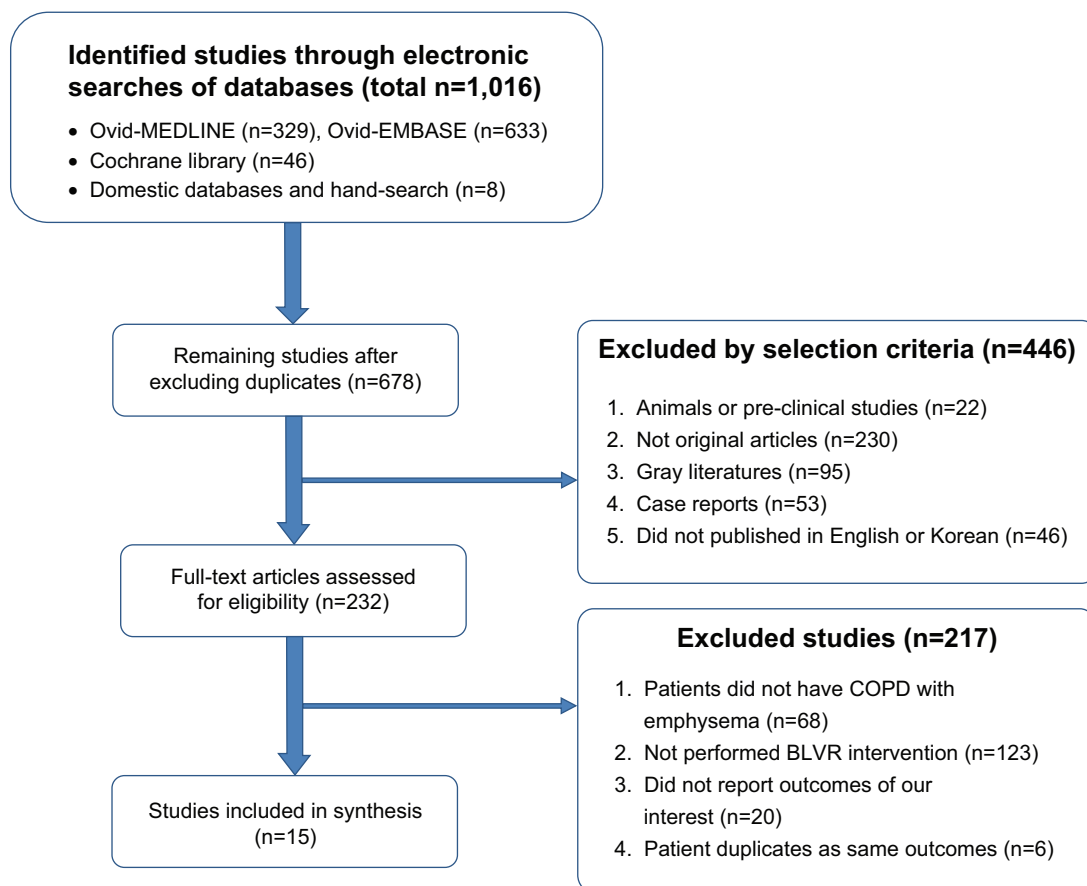 Identified studies through electronic
searches of databases (total n=1,016)
• Ovid-MEDLINE (n=329), Ovid-EMBASE (n=633)
• Cochrane library (n=46)
• Domestic databases and hand-search (n=8)
Remaining studies after
excluding duplicates (n=678)
Excluded by selection criteria (n=446)
1. Animals or pre-clinical studies (n=22)
2. Not original articles (n=230)
3. Gray literatures (n=95)
4. Case reports (n=53)
5. Did not published in English or Korean (n=46)
Full-text articles assessed
for eligibility (n=232)
Excluded studies (n=217)
1. Patients did not have COPD with
emphysema (n=68)
2. Not performed BLVR intervention (n=123)
3. Did not report outcomes of our
interest (n=20)
4. Patient duplicates as same outcomes (n=6)
Studies included in synthesis
(n=15)